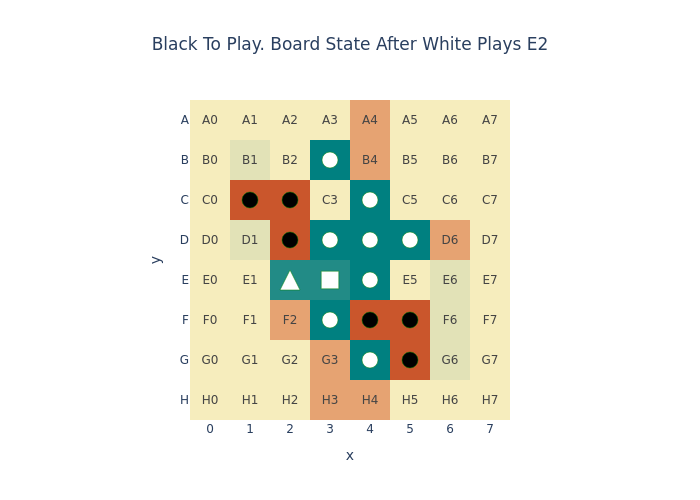 Black To Play. Board State After White Plays E2
A A0 A1 A2 A3 A4 A5 A6 A7
B B0 B1 B2 B4 B5 B6 B7
C C0 C3 C5 C6 C7
D D0 D1 D6 D7
y
E E0 E1 E5 E6 E7
F F0 F1 F2 F6 F7
G G0 G1 G2 G3 G6 G7
H H0 H1 H2 H3 H4 H5 H6 H7
0 1 2 3 4 5 6 7
x